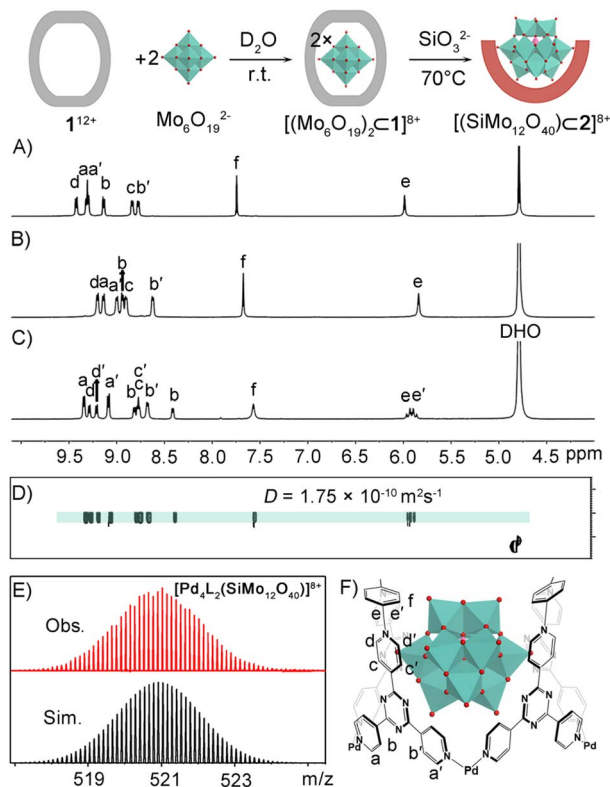 +2
D₂O
r.t.
2×
SiO₃²⁻
70°C
1¹²⁺
Mo₆O₁₉²⁻
[(Mo₆O₁₉)₂⊂1]⁸⁺
[(SiMo₁₂O₄₀)⊂2]⁸⁺
A)
d aa′ b cb′ f e
B)
b
da a′ c b′ f e
C)
DHO
d′ c′
a d a′ b c b′ b f e e′
9.5 9.0 8.5 8.0 7.5 7.0 6.5 6.0 5.5 5.0 4.5 ppm
D)
D = 1.75 × 10⁻¹⁰ m²s⁻¹
E)
[Pd₄L₂(SiMo₁₂O₄₀)]⁸⁺
Obs.
Sim.
519 521 523 m/z
F)
e e′ f
N N
d d′
c c′
N N N N N N
Pd Pd
a b b′ N N
a′ Pd